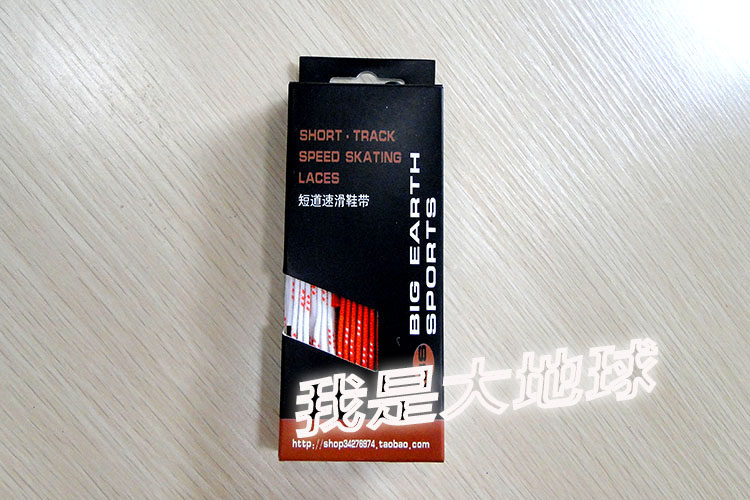 SHORT · TRACK
SPEED SKATING
LACES
短道速滑鞋带
BIG EARTH
SPORTS
我是大地球
http://shop34276974.taobao.com